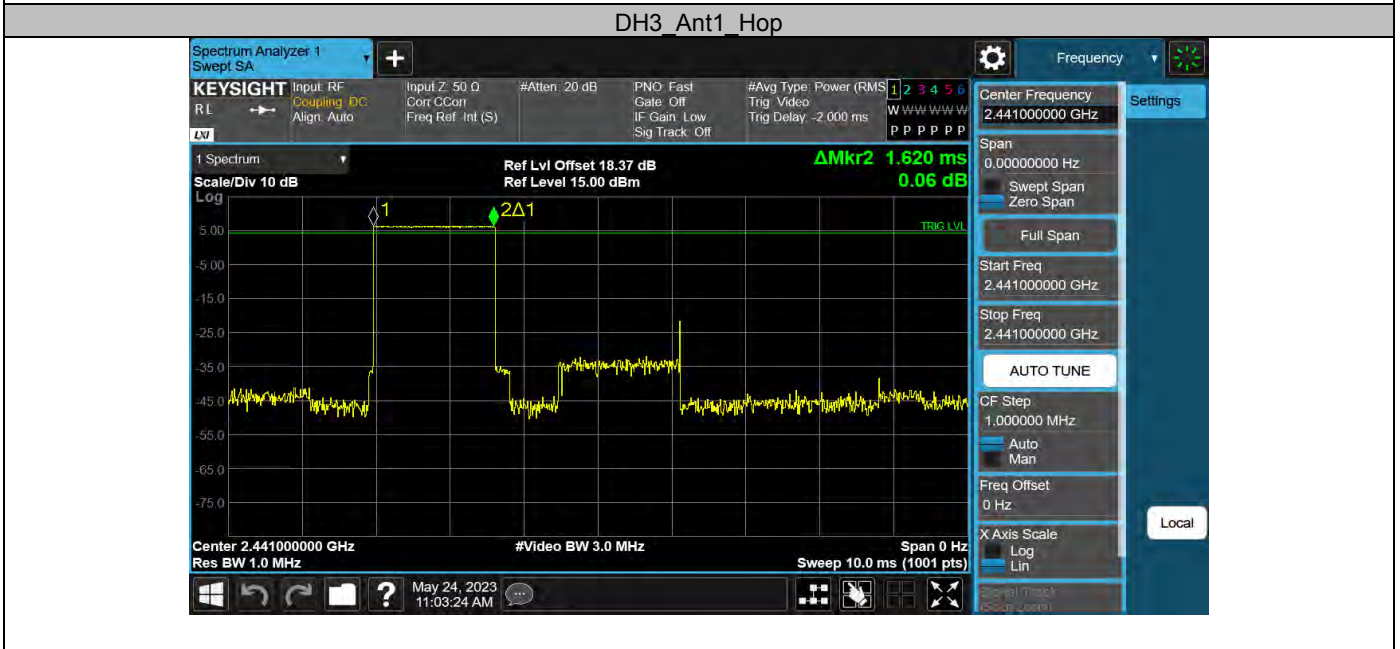 DH3_Ant1_Hop
Spectrum Analyzer 1
Swept SA
Frequency
KEYSIGHT
RL
LXI
Input: RF
Coupling: DC
Align: Auto
Input Z: 50 Ω
Corr CCorr
Freq Ref: Int (S)
#Atten: 20 dB
PNO: Fast
Gate: Off
IF Gain: Low
Sig Track: Off
#Avg Type: Power (RMS
Trig: Video
Trig Delay: -2.000 ms
1 2 3 4 5 6
W W W W W W
P P P P P P
Center Frequency
2.441000000 GHz
Settings
1 Spectrum
Scale/Div 10 dB
Ref Lvl Offset 18.37 dB
Ref Level 15.00 dBm
ΔMkr2 1.620 ms
0.06 dB
Span
0.00000000 Hz
Swept Span
Zero Span
Full Span
Start Freq
2.441000000 GHz
Stop Freq
2.441000000 GHz
AUTO TUNE
CF Step
1.000000 MHz
Auto
Man
Freq Offset
0 Hz
X Axis Scale
Log
Lin
Local
Log
1
2Δ1
TRIG LVL
5.00
-5.00
-15.0
-25.0
-35.0
-45.0
-55.0
-65.0
-75.0
Center 2.441000000 GHz
Res BW 1.0 MHz
#Video BW 3.0 MHz
Span 0 Hz
Sweep 10.0 ms (1001 pts)
?
May 24, 2023
11:03:24 AM